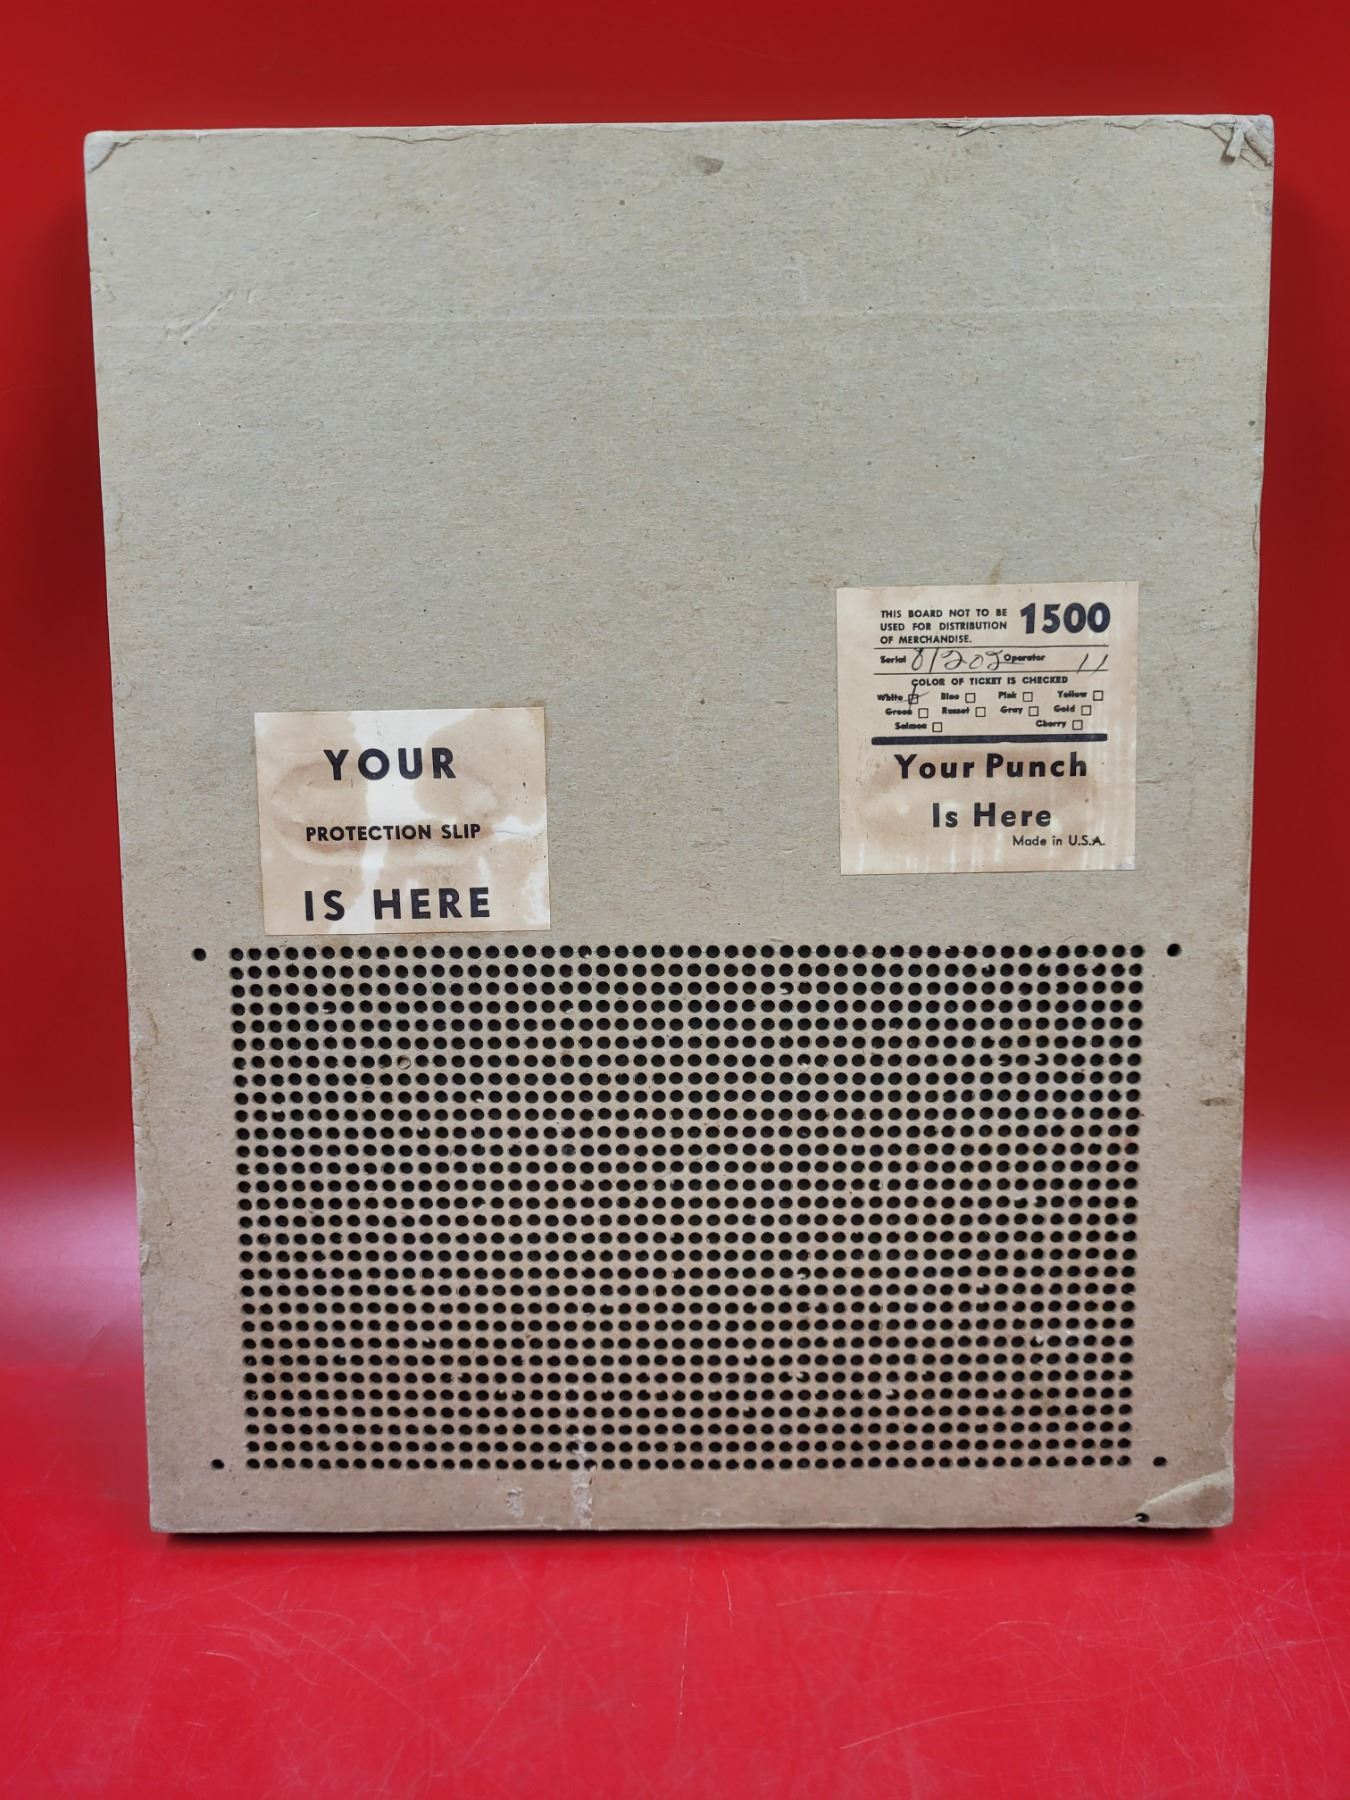 THIS BOARD NOT TO BE
USED FOR DISTRIBUTION
OF MERCHANDISE.
1500
Serial 81202 Operator 11
COLOR OF TICKET IS CHECKED
White Blue Pink Yellow
Green Russet Gray Gold
Salmon Cherry
Your Punch
Is Here
Made in U.S.A.
YOUR
PROTECTION SLIP
IS HERE